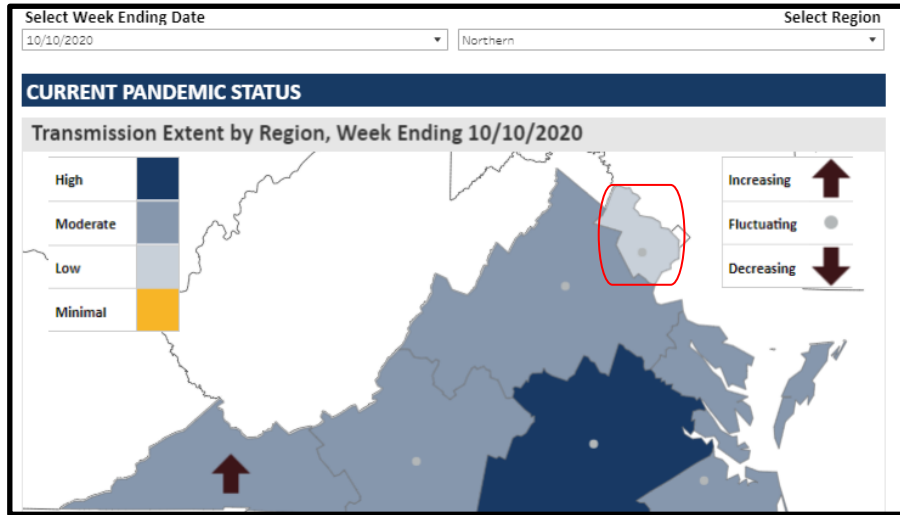 Select Week Ending Date
Select Region
10/10/2020
Northern
CURRENT PANDEMIC STATUS
Transmission Extent by Region, Week Ending 10/10/2020
High
Moderate
Low
Minimal
Increasing
Fluctuating
Decreasing